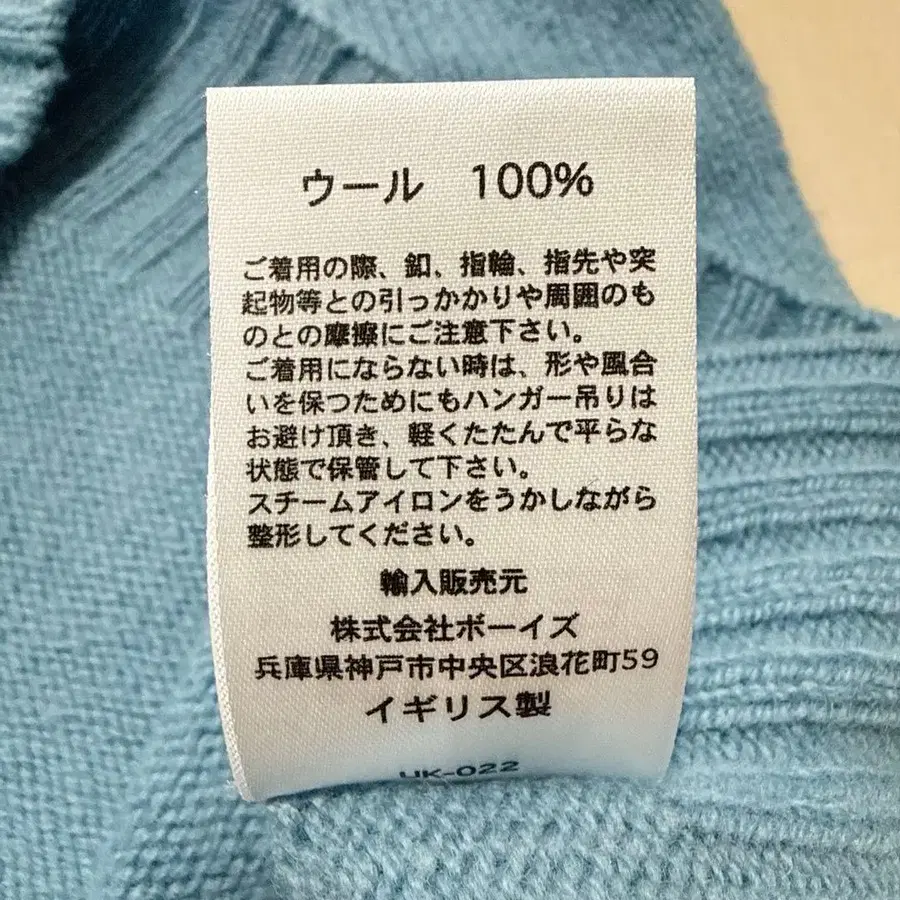 ウール 100%
ご着用の際、釦、指輪、指先や突
起物等との引っかかりや周囲のも
のとの摩擦にご注意下さい。
ご着用にならない時は、形や風合
いを保つためにもハンガー吊りは
お避け頂き、軽くたたんで平らな
状態で保管して下さい。
スチームアイロンをうかしながら
整形してください。
輸入販売元
株式会社ボーイズ
兵庫県神戸市中央区浪花町59
イギリス製
UK-022